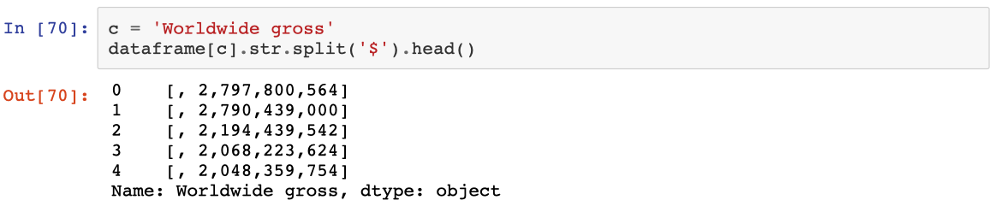 In [70]: c = 'Worldwide gross'
dataframe[c].str.split('$').head()
Out[70]: 0 [, 2,797,800,564]
1 [, 2,790,439,000]
2 [, 2,194,439,542]
3 [, 2,068,223,624]
4 [, 2,048,359,754]
Name: Worldwide gross, dtype: object